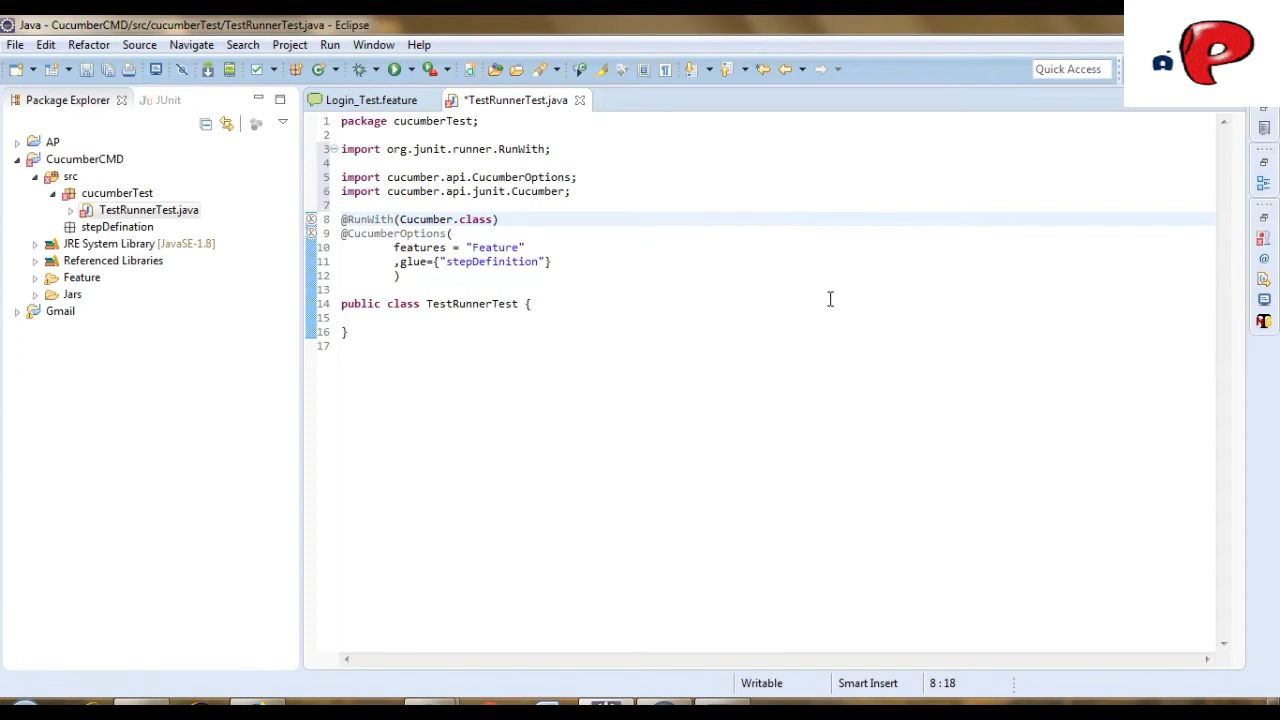 Java - CucumberCMD/src/cucumberTest/TestRunnerTest.java - Eclipse
File Edit Refactor Source Navigate Search Project Run Window Help
Quick Access
Package Explorer JUnit
Login_Test.feature *TestRunnerTest.java
AP
CucumberCMD
src
cucumberTest
TestRunnerTest.java
stepDefination
JRE System Library [JavaSE-1.8]
Referenced Libraries
Feature
Jars
Gmail
1 package cucumberTest;
2
3 import org.junit.runner.RunWith;
4
5 import cucumber.api.CucumberOptions;
6 import cucumber.api.junit.Cucumber;
7
8 @RunWith(Cucumber.class)
9 @CucumberOptions(
10 features = "Feature"
11 ,glue={"stepDefinition"}
12 )
13
14 public class TestRunnerTest {
15
16 }
17
Writable Smart Insert 8 : 18
P